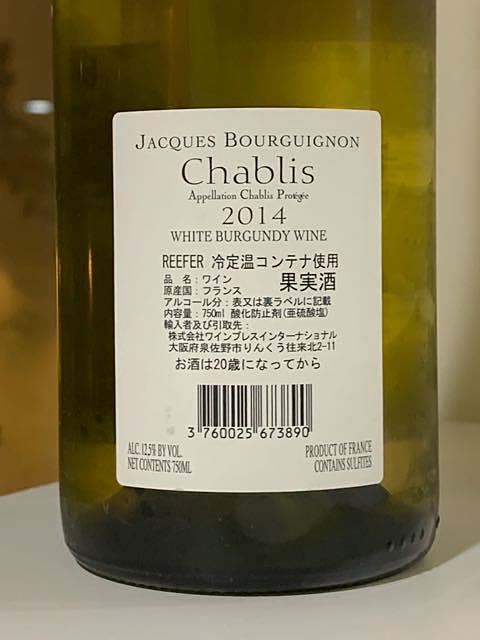 JACQUES BOURGUIGNON
Chablis
Appellation Chablis Protégée
2014
WHITE BURGUNDY WINE
REEFER 冷定温コンテナ使用
品 名：ワイン 果実酒
原産国：フランス
アルコール分：表又は裏ラベルに記載
内容量：750ml 酸化防止剤（亜硫酸塩）
輸入者及び引取先：
株式会社ワインプレスインターナショナル
大阪府泉佐野市りんくう往来北2-11
お酒は20歳になってから
3 760025 673890
ALC. 12,5% BY VOL. PRODUCT OF FRANCE
NET CONTENTS 750ML CONTAINS SULFITES